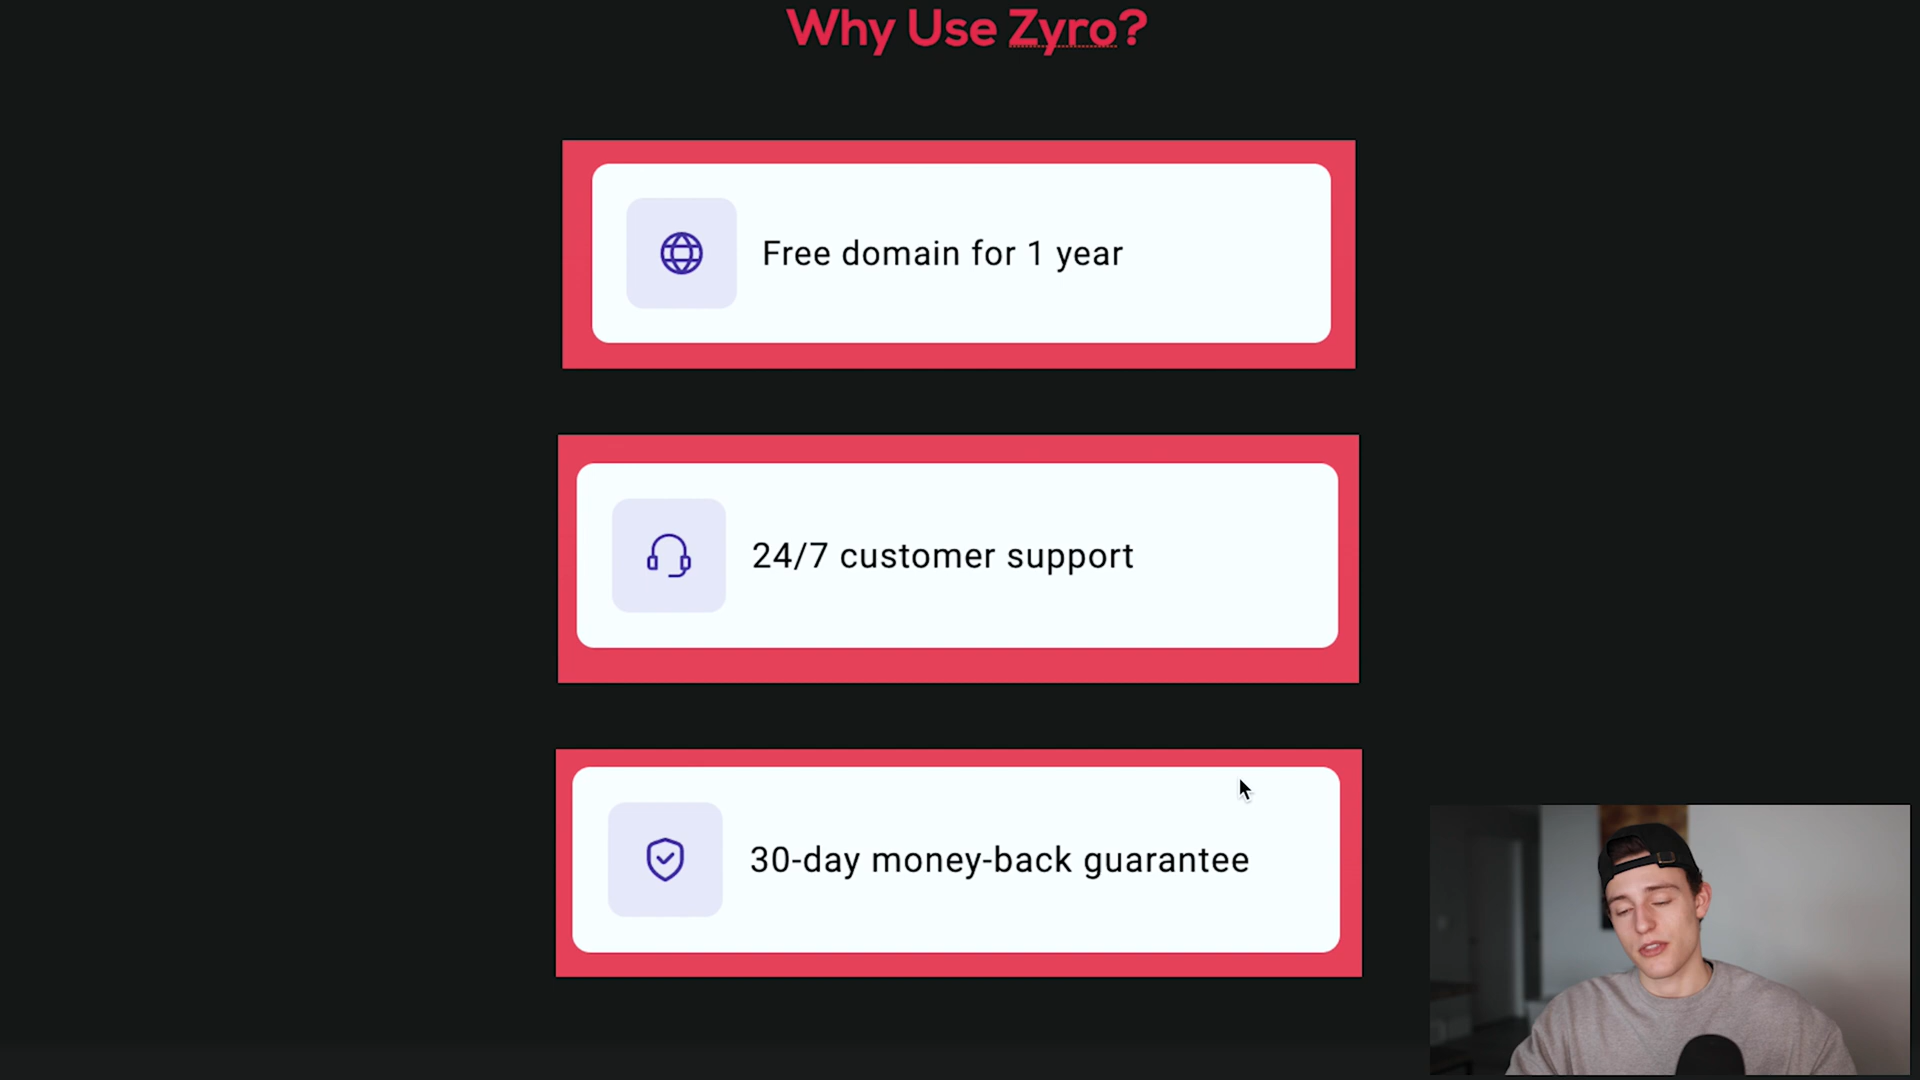 Why Use Zyro?
Free domain for 1 year
24/7 customer support
30-day money-back guarantee